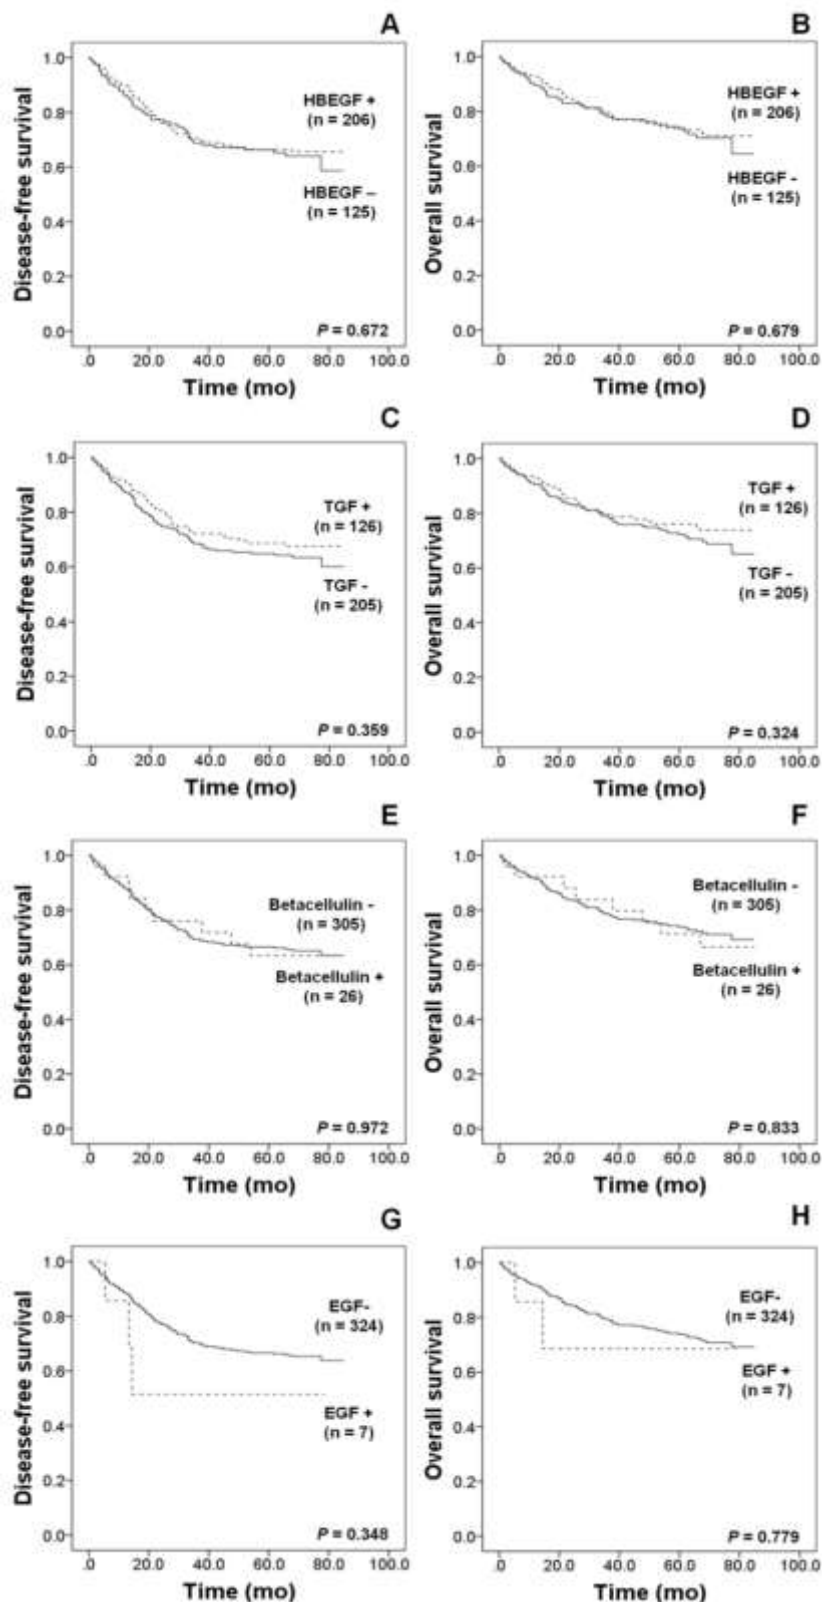 A
Disease-free survival
1.0
0.8
0.6
0.4
0.2
0.0
HBEGF +
(n = 206)
HBEGF –
(n = 125)
P = 0.672
.0 20.0 40.0 60.0 80.0 100.0
Time (mo)
B
Overall survival
1.0
0.8
0.6
0.4
0.2
0.0
HBEGF +
(n = 206)
HBEGF -
(n = 125)
P = 0.679
.0 20.0 40.0 60.0 80.0 100.0
Time (mo)
C
Disease-free survival
1.0
0.8
0.6
0.4
0.2
0.0
TGF +
(n = 126)
TGF -
(n = 205)
P = 0.359
.0 20.0 40.0 60.0 80.0 100.0
Time (mo)
D
Overall survival
1.0
0.8
0.6
0.4
0.2
0.0
TGF +
(n = 126)
TGF -
(n = 205)
P = 0.324
.0 20.0 40.0 60.0 80.0 100.0
Time (mo)
E
Disease-free survival
1.0
0.8
0.6
0.4
0.2
0.0
Betacellulin -
(n = 305)
Betacellulin +
(n = 26)
P = 0.972
.0 20.0 40.0 60.0 80.0 100.0
Time (mo)
F
Overall survival
1.0
0.8
0.6
0.4
0.2
0.0
Betacellulin -
(n = 305)
Betacellulin +
(n = 26)
P = 0.833
.0 20.0 40.0 60.0 80.0 100.0
Time (mo)
G
Disease-free survival
1.0
0.8
0.6
0.4
0.2
0.0
EGF-
(n = 324)
EGF +
(n = 7)
P = 0.348
.0 20.0 40.0 60.0 80.0 100.0
Time (mo)
H
Overall survival
1.0
0.8
0.6
0.4
0.2
0.0
EGF-
(n = 324)
EGF +
(n = 7)
P = 0.779
.0 20.0 40.0 60.0 80.0 100.0
Time (mo)